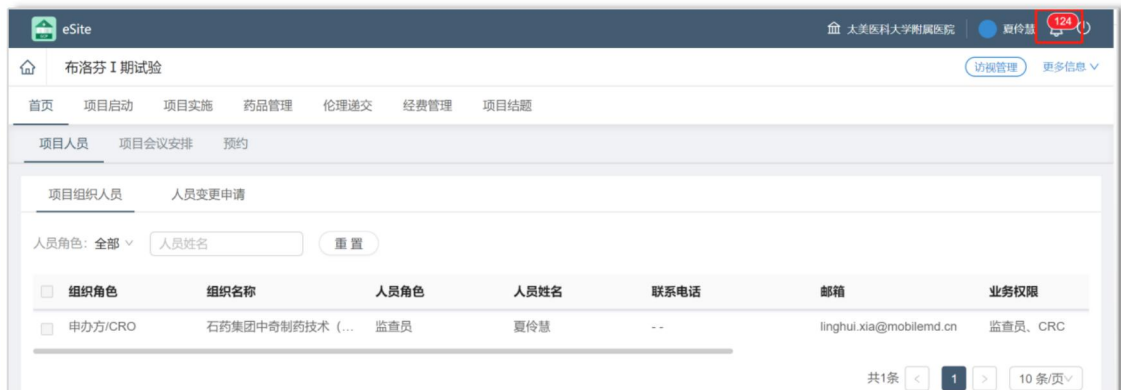 eSite 太美医科大学附属医院 夏伶慧 124
布洛芬 I 期试验 访视管理 更多信息
首页 项目启动 项目实施 药品管理 伦理递交 经费管理 项目结题
项目人员 项目会议安排 预约
项目组织人员 人员变更申请
人员角色: 全部 人员姓名 重 置
组织角色 组织名称 人员角色 人员姓名 联系电话 邮箱 业务权限
申办方/CRO 石药集团中奇制药技术（... 监查员 夏伶慧 - - linghui.xia@mobilemd.cn 监查员、CRC
共1条 < 1 > 10 条/页